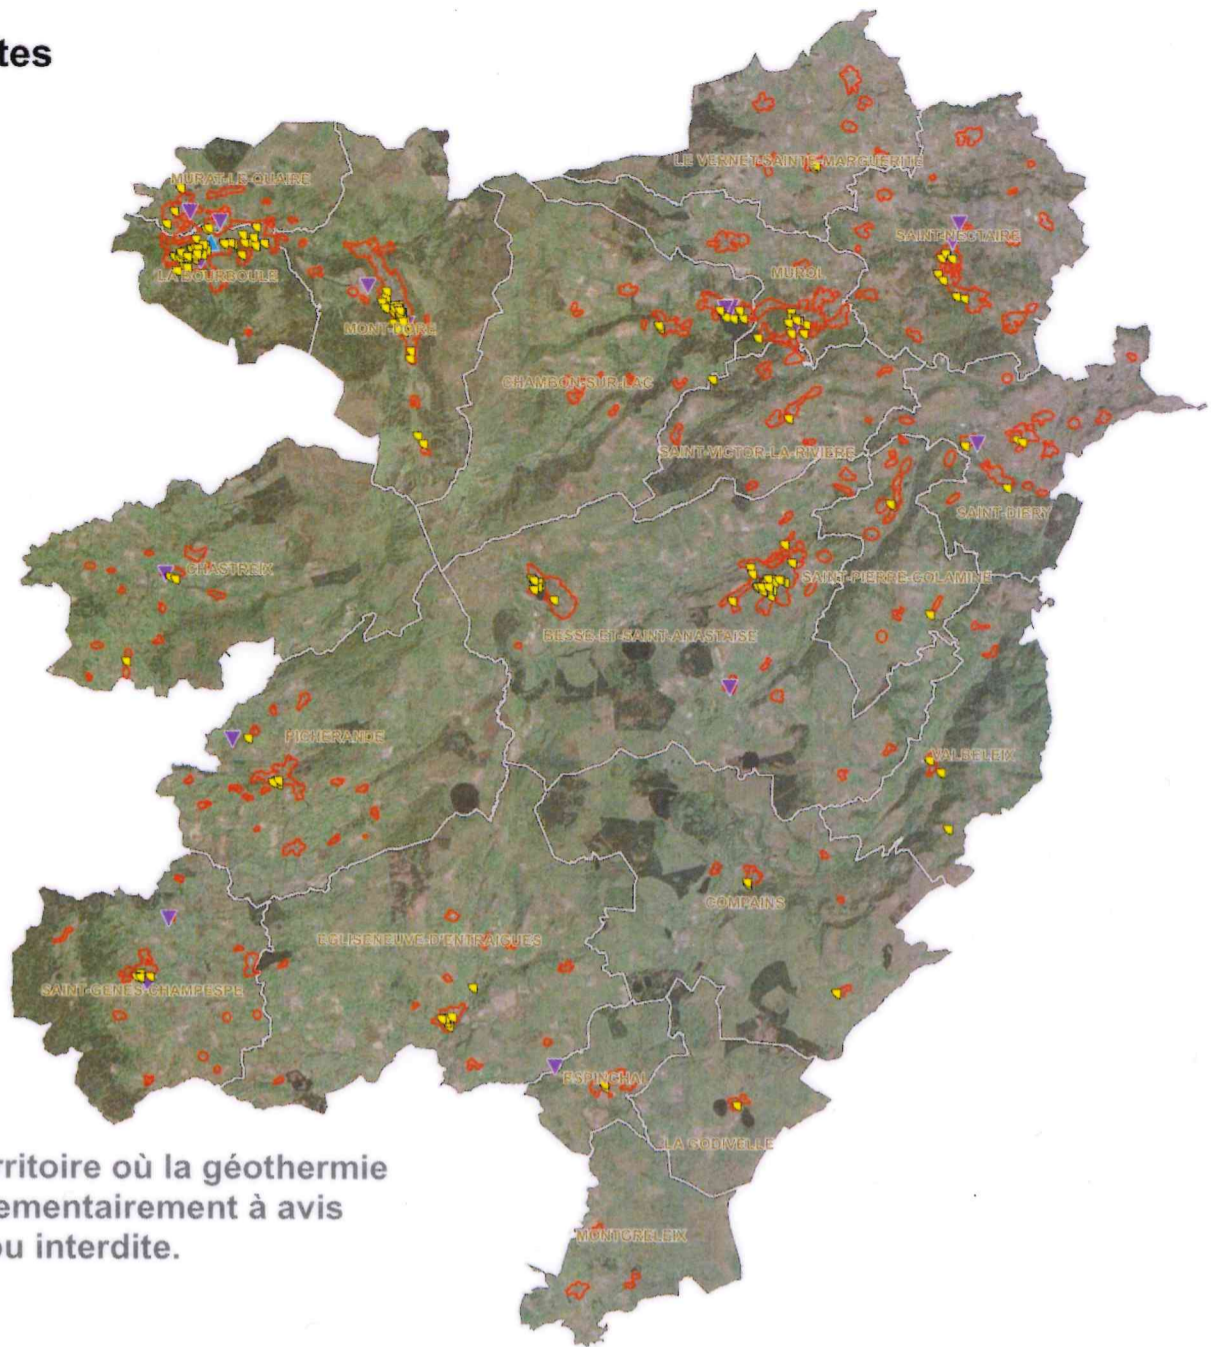 tes
LE VERNET-SAINTE-MARGUERITE
MURAT-LE-QUAIRE
SAINT-NECTAIRE
LA BOURBOULE
MUROL
MONT-DORE
CHAMBON-SUR-LAC
SAINT-VICTOR-LA-RIVIERE
SAINT-DIERY
CHASTREIX
SAINT-PIERRE-COLAMINE
BESSE-ET-SAINT-ANASTAISE
PICHERANDE
VALBELEIX
COMPAINS
EGLISENEUVE-D'ENTRAIGUES
SAINT-GENES-CHAMPESPE
ESPINCHAL
LA GODIVELLE
rritoire où la géothermie
ementairement à avis
ou interdite.
MONTGRELEIX